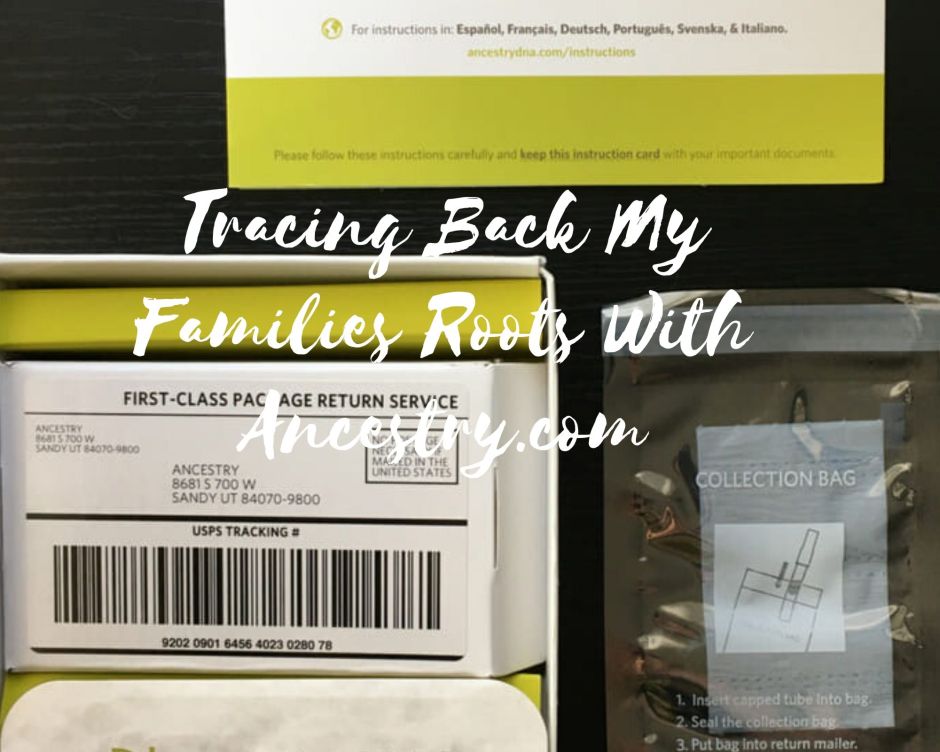 For instructions in: Español, Français, Deutsch, Português, Svenska, & Italiano.
ancestrydna.com/instructions
Please follow these instructions carefully and keep this instruction card with your important documents.
Tracing Back My
Families Roots With
Ancestry.com
FIRST-CLASS PACKAGE RETURN SERVICE
ANCESTRY
8681 S 700 W
SANDY UT 84070-9800
NO POSTAGE
NECESSARY IF
MAILED IN THE
UNITED STATES
ANCESTRY
8681 S 700 W
SANDY UT 84070-9800
USPS TRACKING #
9202 0901 6456 4023 0280 78
COLLECTION BAG
1. Insert capped tube into bag.
2. Seal the collection bag.
3. Put bag into return mailer.